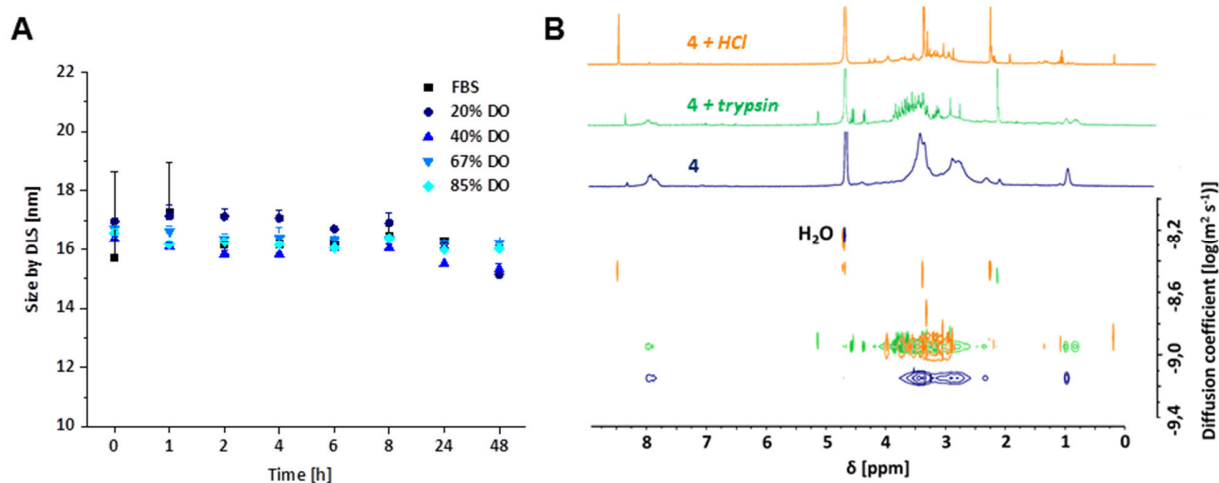 A
22
20
18
16
14
12
10
Size by DLS [nm]
0 1 2 4 6 8 24 48
Time [h]
FBS
20% DO
40% DO
67% DO
85% DO
B
4 + HCl
4 + trypsin
4
H₂O
-8,2
-8,6
-9,0
-9,4
Diffusion coefficient [log(m² s⁻¹)]
8 7 6 5 4 3 2 1 0
δ [ppm]